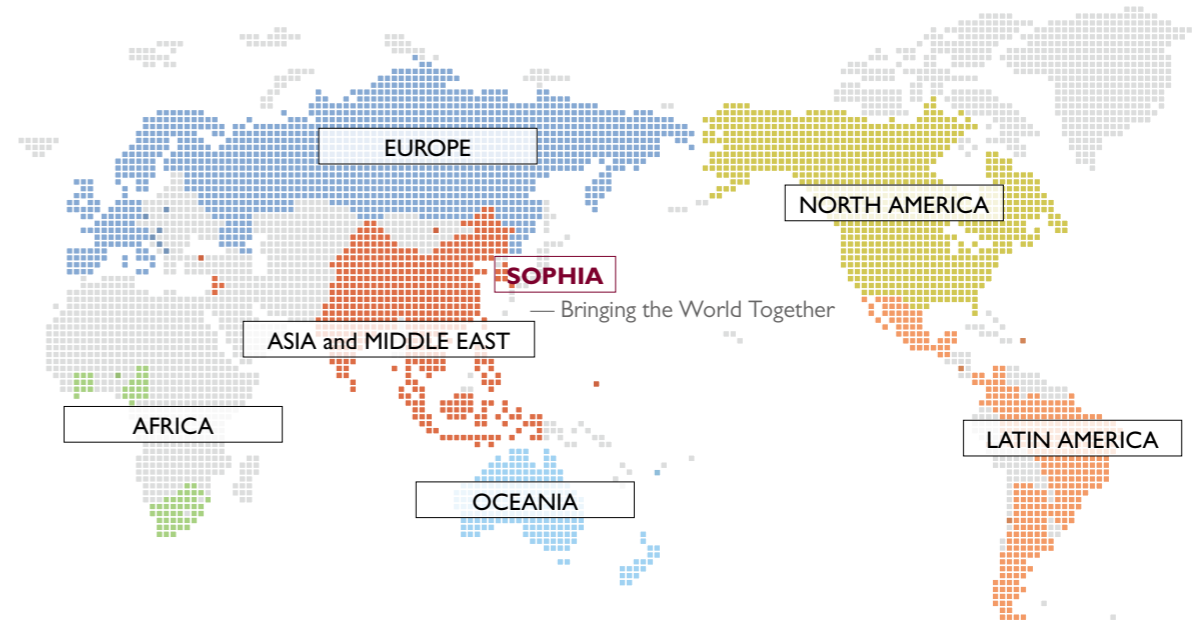 EUROPE
NORTH AMERICA
SOPHIA
— Bringing the World Together
ASIA and MIDDLE EAST
AFRICA
LATIN AMERICA
OCEANIA